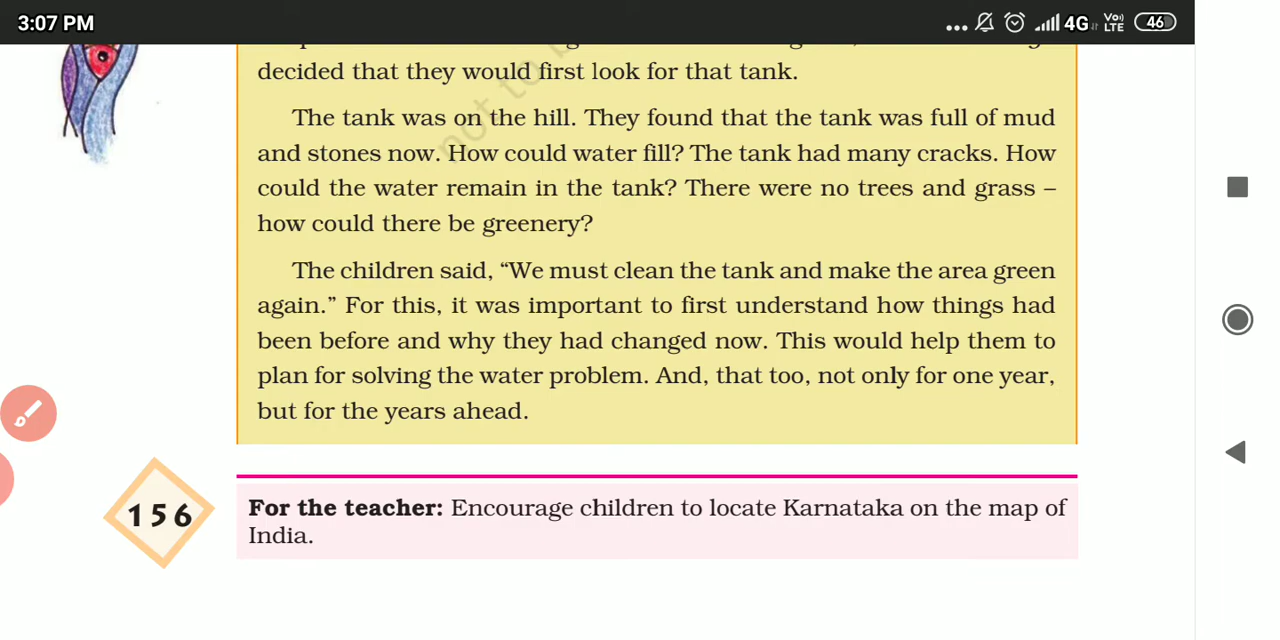 3:07 PM
4G
Vo))
LTE
46
decided that they would first look for that tank.
not to b
The tank was on the hill. They found that the tank was full of mud
and stones now. How could water fill? The tank had many cracks. How
could the water remain in the tank? There were no trees and grass –
how could there be greenery?
The children said, “We must clean the tank and make the area green
again.” For this, it was important to first understand how things had
been before and why they had changed now. This would help them to
plan for solving the water problem. And, that too, not only for one year,
but for the years ahead.
156
For the teacher: Encourage children to locate Karnataka on the map of
India.